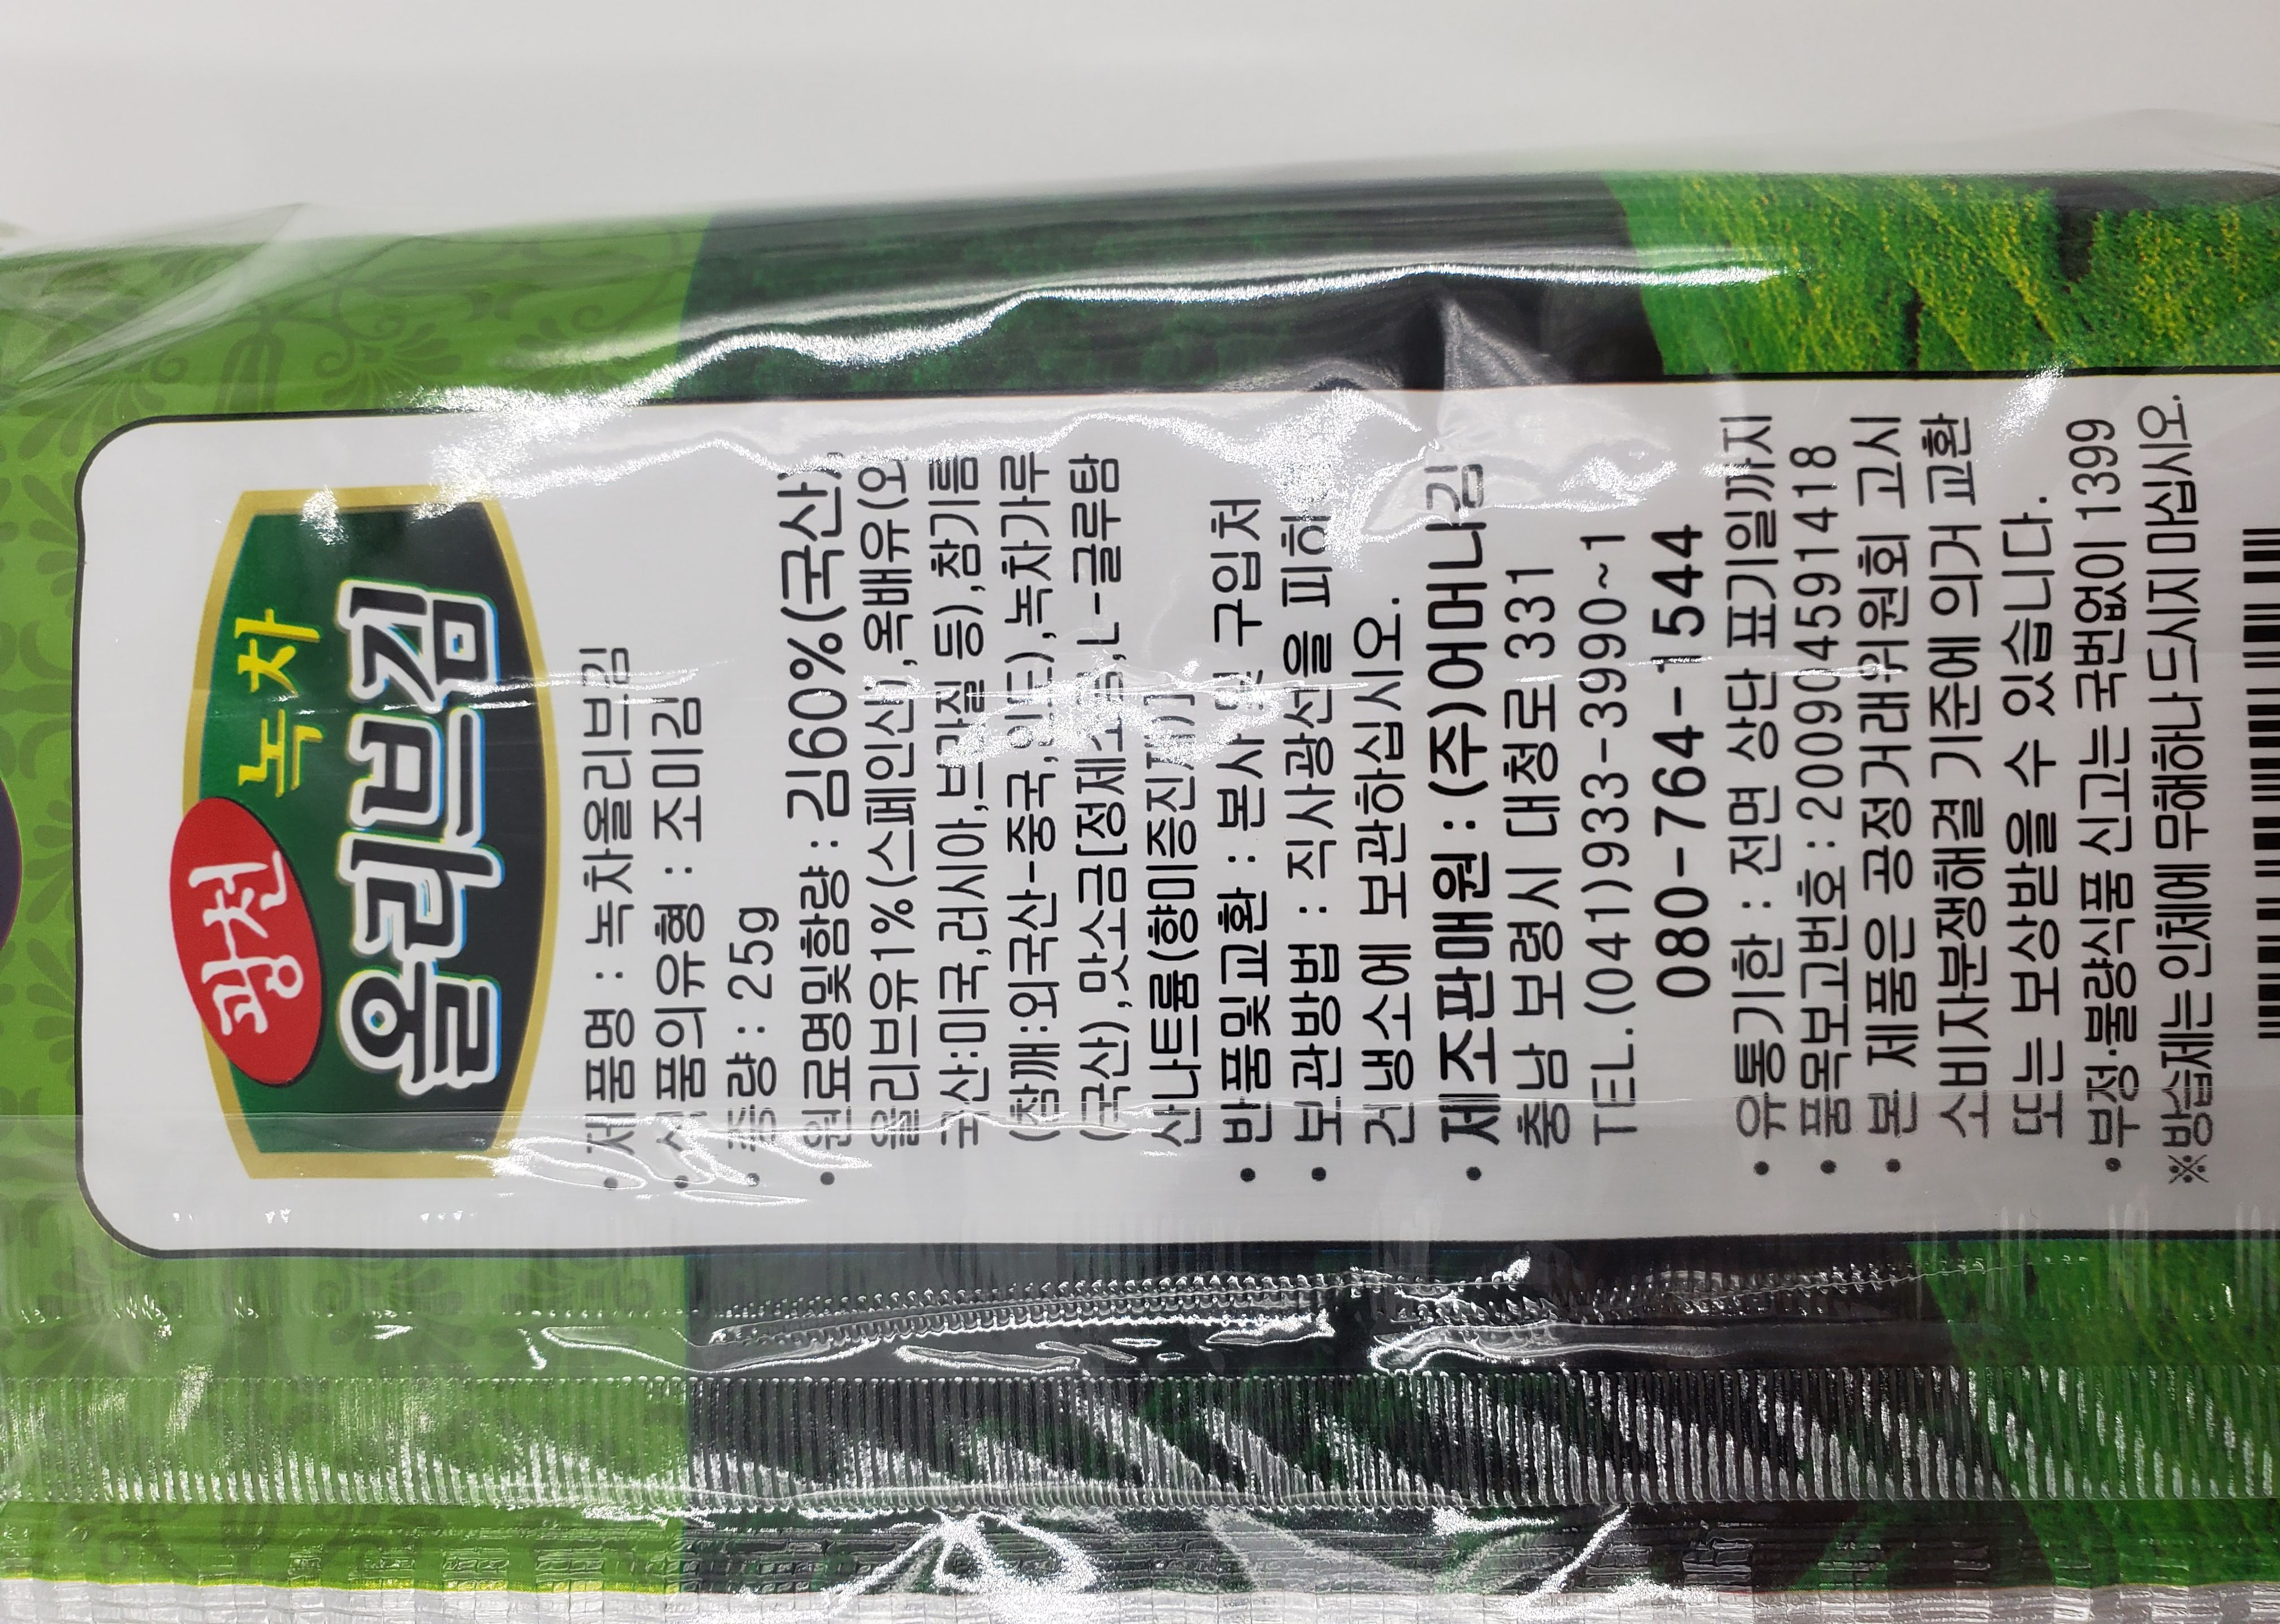 광천
녹차
올리브김
• 제품명 : 녹차올리브김
• 식품의유형 : 조미김
• 중량 : 25g
• 원료명및함량 : 김60%(국산),
올리브유1%(스페인산),옥배유(외
국산:미국,러시아,브라질 등),참기름
(참깨:외국산-중국,인도),녹차가루
(국산),맛소금[정제소금,L-글루탐
산나트륨(향미증진제)]
• 반품및교환 : 본사 및 구입처
• 보관방법 : 직사광선을
건냉소에 보관하십시오.
• 제조판매원 : (주)어머나김
충남 보령시 대청로 331
TEL.(041)933-3990~1
080-764-1544
• 유통기한 : 전면 상단 표기일까지
• 품목보고번호 : 20090459141 8
• 본 제품은 공정거래위원회 고시
소비자분쟁해결 기준에 의거 교환
또는 보상받을 수 있습니다.
• 부정·불량식품 신고는 국번없이 1399
※방습제는 인체에 무해하나 드시지 마십시오.